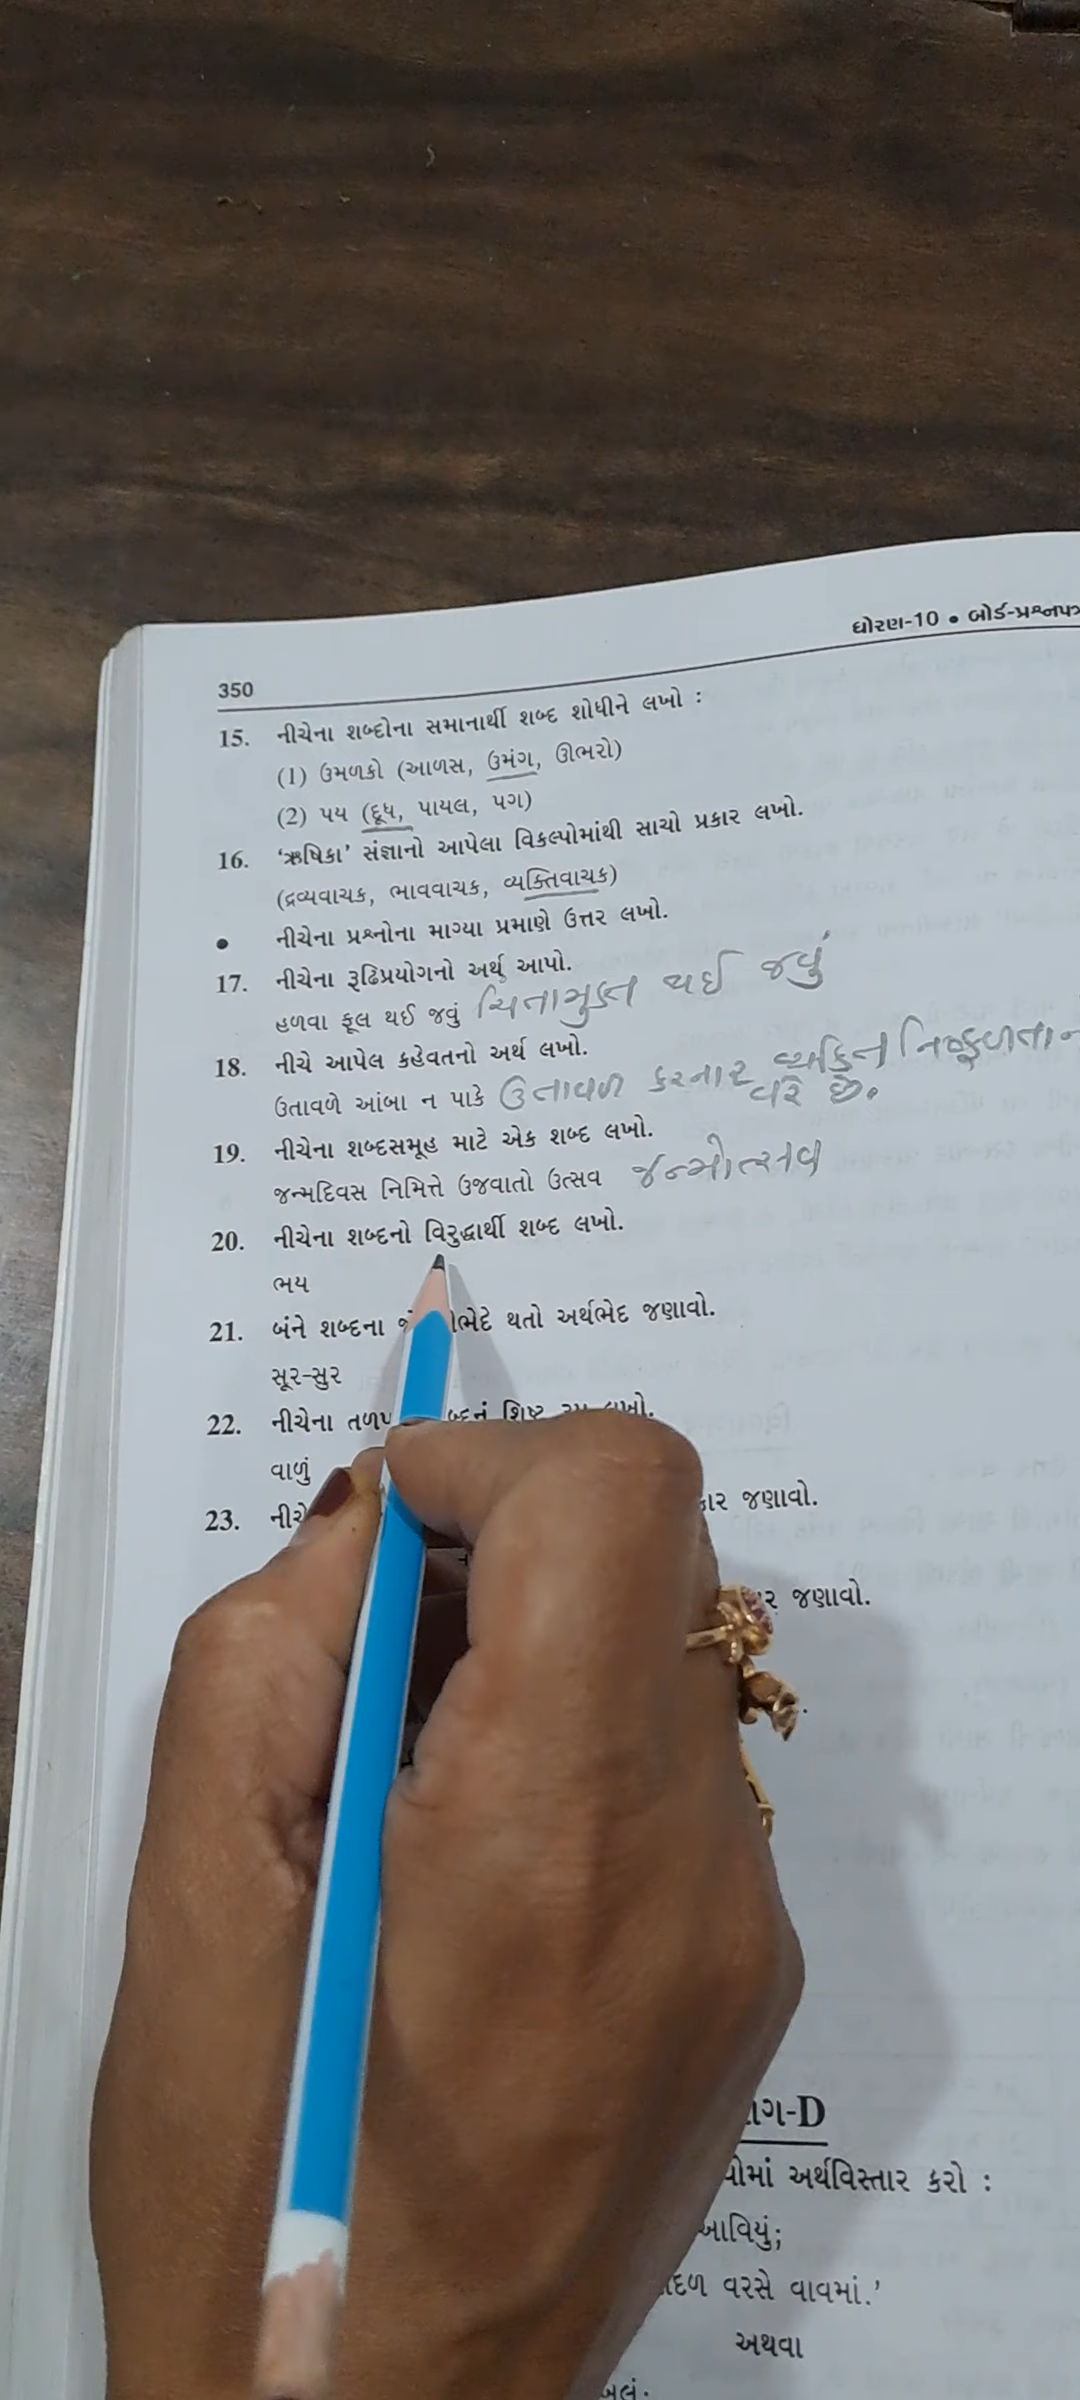 ધોરણ-10 • બોર્ડ-પ્રશ્નપત્ર
350
15. નીચેના શબ્દોના સમાનાર્થી શબ્દ શોધીને લખો :
(1) ઉમળકો (આળસ, ઉમંગ, ઊભરો)
(2) પય (દૂધ, પાયલ, પગ)
16. ‘ઋષિકા’ સંજ્ઞાનો આપેલા વિકલ્પોમાંથી સાચો પ્રકાર લખો.
(દ્રવ્યવાચક, ભાવવાચક, વ્યક્તિવાચક)
• નીચેના પ્રશ્નોના માગ્યા પ્રમાણે ઉત્તર લખો.
17. નીચેના રૂઢિપ્રયોગનો અર્થ આપો.
હળવા ફૂલ થઈ જવું ચિંતામુક્ત થઈ જવું
18. નીચે આપેલ કહેવતનો અર્થ લખો.
ઉતાવળે આંબા ન પાકે ઉતાવળ કરનાર વ્યક્તિ નિષ્ફળતાને
વરે છે.
19. નીચેના શબ્દસમૂહ માટે એક શબ્દ લખો.
જન્મદિવસ નિમિત્તે ઉજવાતો ઉત્સવ જન્મોત્સવ
20. નીચેના શબ્દનો વિરુદ્ધાર્થી શબ્દ લખો.
ભય
21. બંને શબ્દના થતો અર્થભેદ જણાવો.
સૂર-સુર
22. નીચેના શિષ્ટ
વાળું
23. જણાવો.
જણાવો.
-D
અર્થવિસ્તાર કરો :
આવિયું;
વરસે વાવમાં.’
અથવા